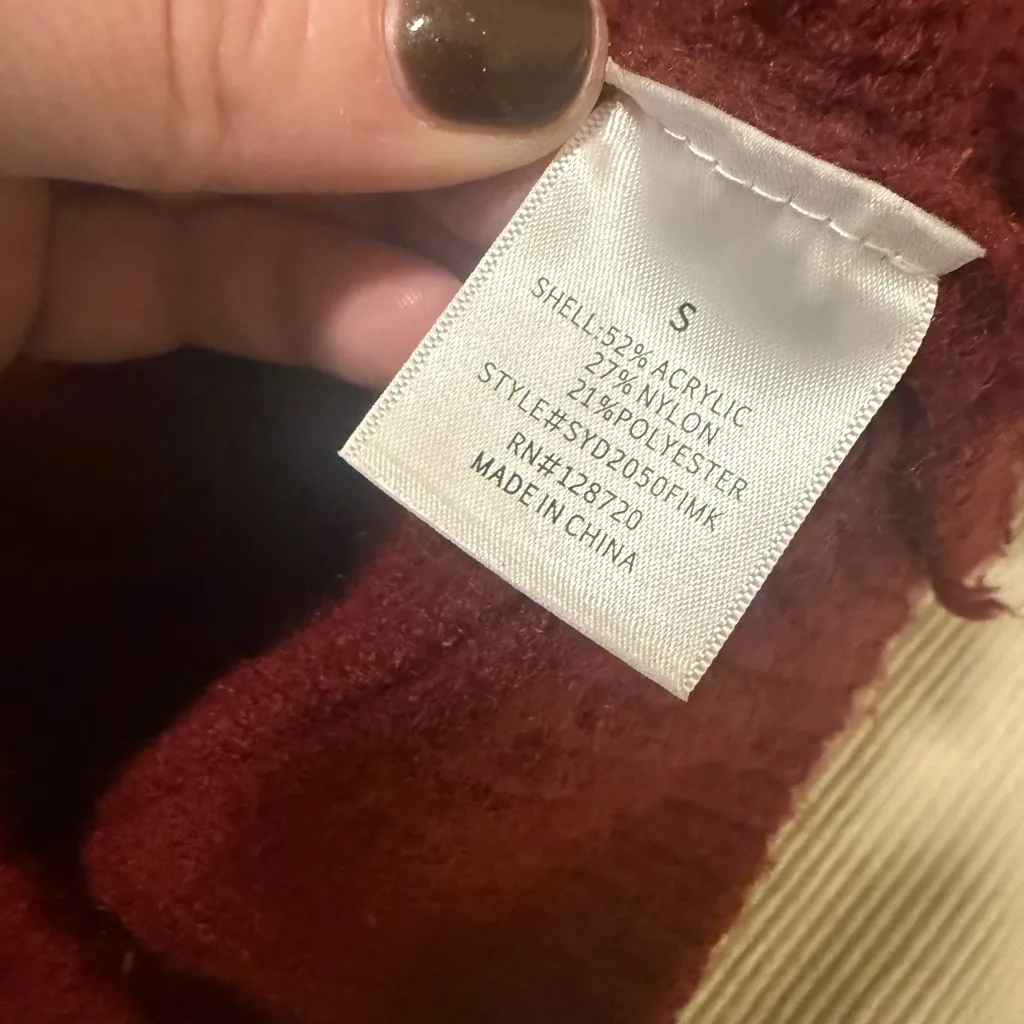 S
SHELL:52% ACRYLIC
27% NYLON
21%POLYESTER
STYLE#SYD2050FIMK
RN#128720
MADE IN CHINA